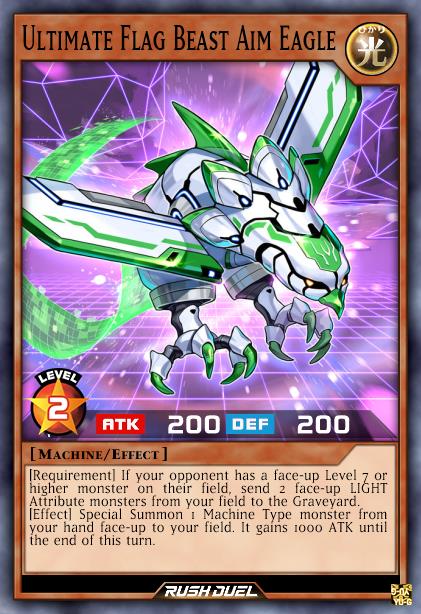 ULTIMATE FLAG BEAST AIM EAGLE
ひかり
光
LEVEL
2
ATK 200 DEF 200
[MACHINE/EFFECT]
[Requirement] If your opponent has a face-up Level 7 or
higher monster on their field, send 2 face-up LIGHT
Attribute monsters from your field to the Graveyard.
[Effect] Special Summon 1 Machine Type monster from
your hand face-up to your field. It gains 1000 ATK until
the end of this turn.
RUSH DUEL